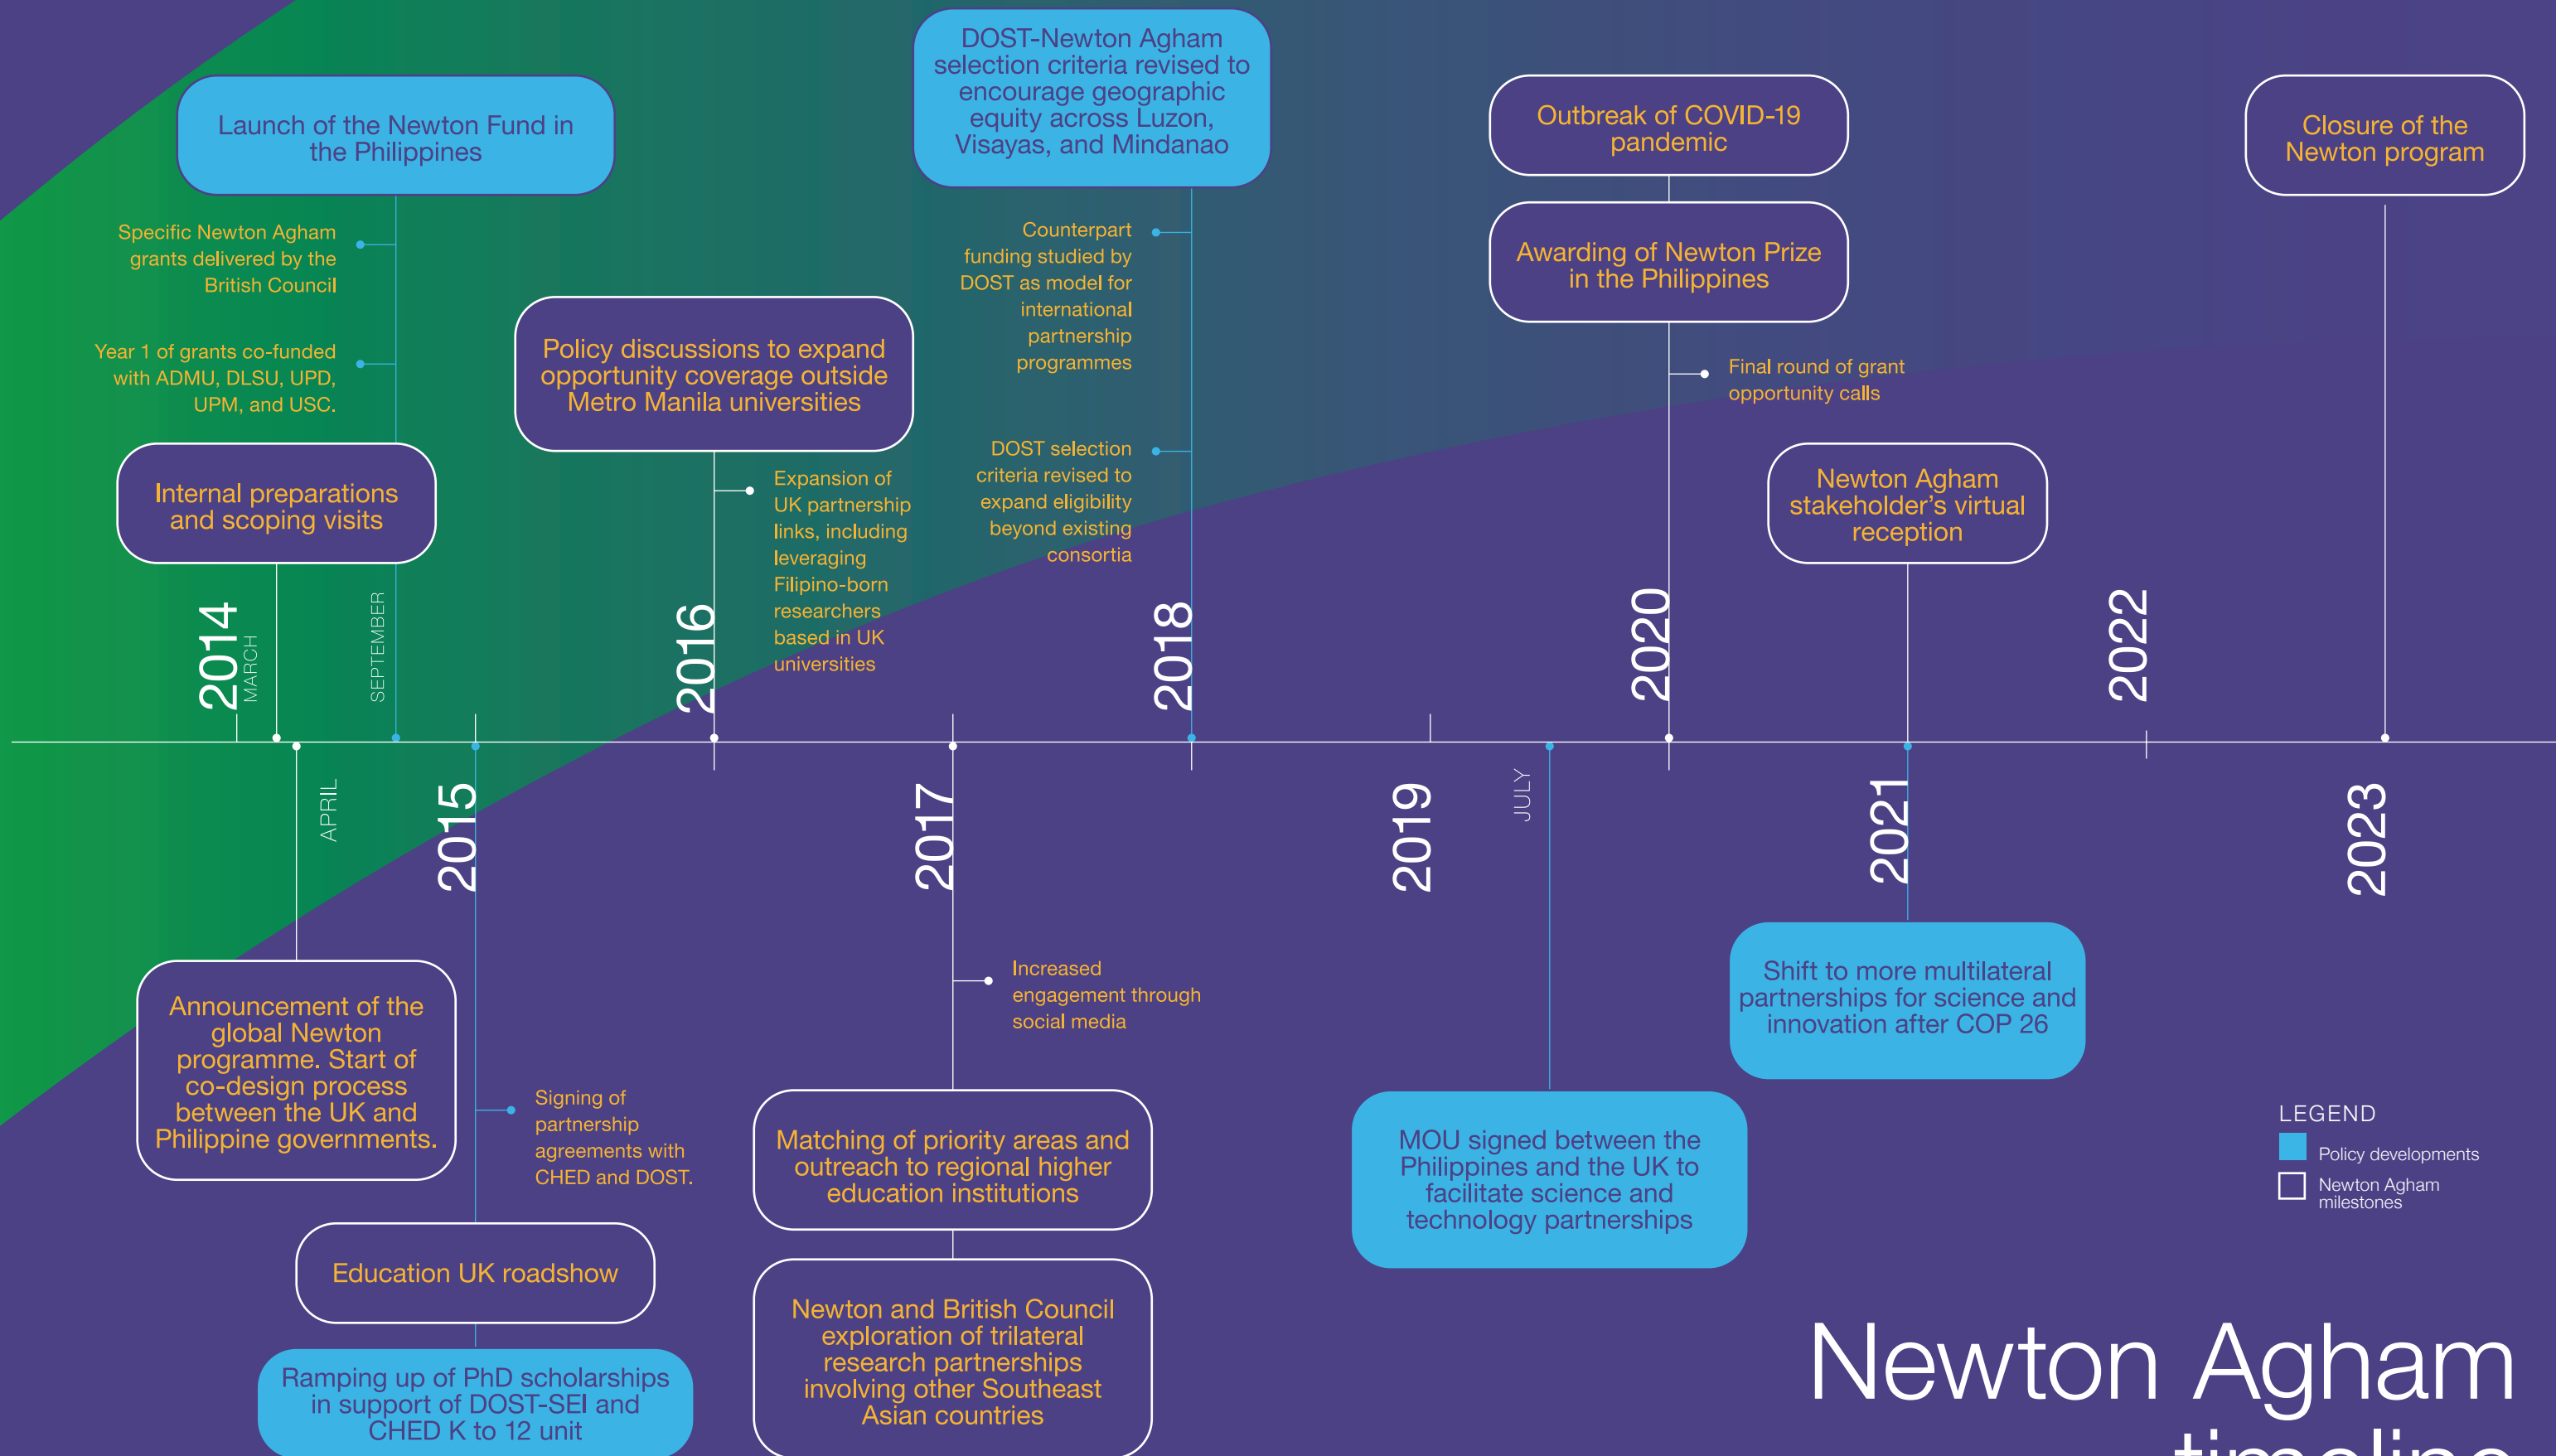 Launch of the Newton Fund in
the Philippines
Specific Newton Agham
grants delivered by the
British Council
Year 1 of grants co-funded
with ADMU, DLSU, UPD,
UPM, and USC.
Internal preparations
and scoping visits
2014
MARCH
SEPTEMBER
Policy discussions to expand
opportunity coverage outside
Metro Manila universities
Expansion of
UK partnership
links, including
leveraging
Filipino-born
researchers
based in UK
universities
2016
DOST-Newton Agham
selection criteria revised to
encourage geographic
equity across Luzon,
Visayas, and Mindanao
Counterpart
funding studied by
DOST as model for
international
partnership
programmes
DOST selection
criteria revised to
expand eligibility
beyond existing
consortia
2018
Outbreak of COVID-19
pandemic
Awarding of Newton Prize
in the Philippines
Final round of grant
opportunity calls
2020
Newton Agham
stakeholder’s virtual
reception
2022
Closure of the
Newton program
APRIL
Announcement of the
global Newton
programme. Start of
co-design process
between the UK and
Philippine governments.
2015
Signing of
partnership
agreements with
CHED and DOST.
Education UK roadshow
Ramping up of PhD scholarships
in support of DOST-SEI and
CHED K to 12 unit
2017
Increased
engagement through
social media
Matching of priority areas and
outreach to regional higher
education institutions
Newton and British Council
exploration of trilateral
research partnerships
involving other Southeast
Asian countries
2019
JULY
MOU signed between the
Philippines and the UK to
facilitate science and
technology partnerships
2021
Shift to more multilateral
partnerships for science and
innovation after COP 26
2023
LEGEND
Policy developments
Newton Agham
milestones
Newton Agham
timeline